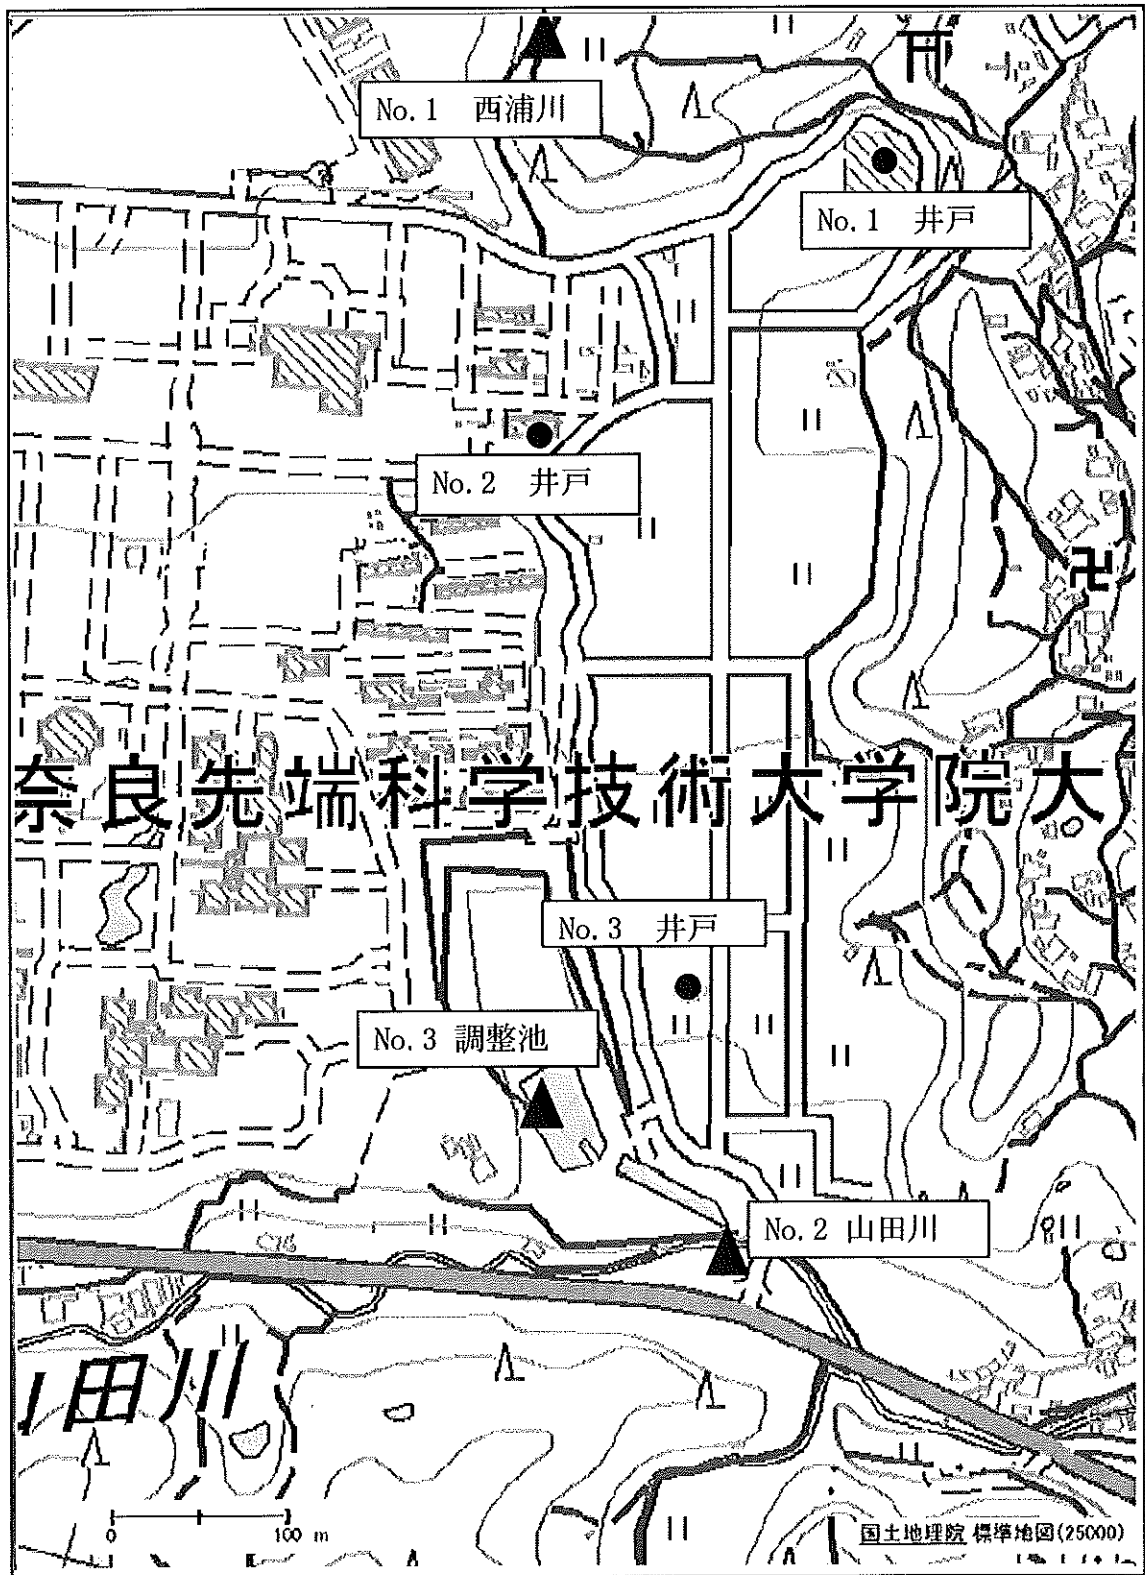 No.1 西浦川
No.1 井戸
No.2 井戸
奈良先端科学技術大学院大
No.3 井戸
No.3 調整池
No.2 山田川
田川
0 100 m
国土地理院 標準地図(25000)